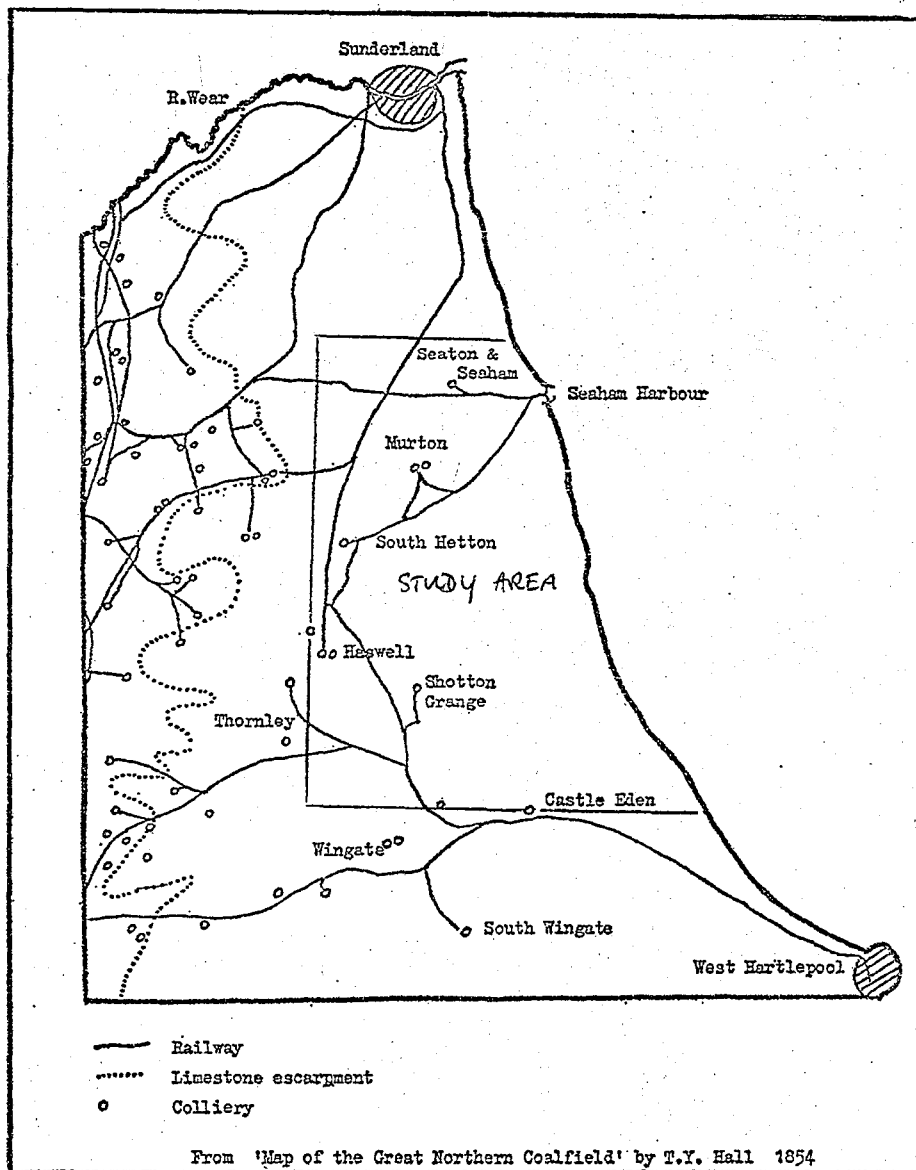 Sunderland
R.Wear
Seaton &
Seaham
Seaham Harbour
Murton
South Hetton
STUDY AREA
Haswell
Shotton
Grange
Thornley
Castle Eden
Wingate
South Wingate
West Hartlepool
Railway
Limestone escarpment
Colliery
From 'Map of the Great Northern Coalfield' by T.Y. Hall 1854